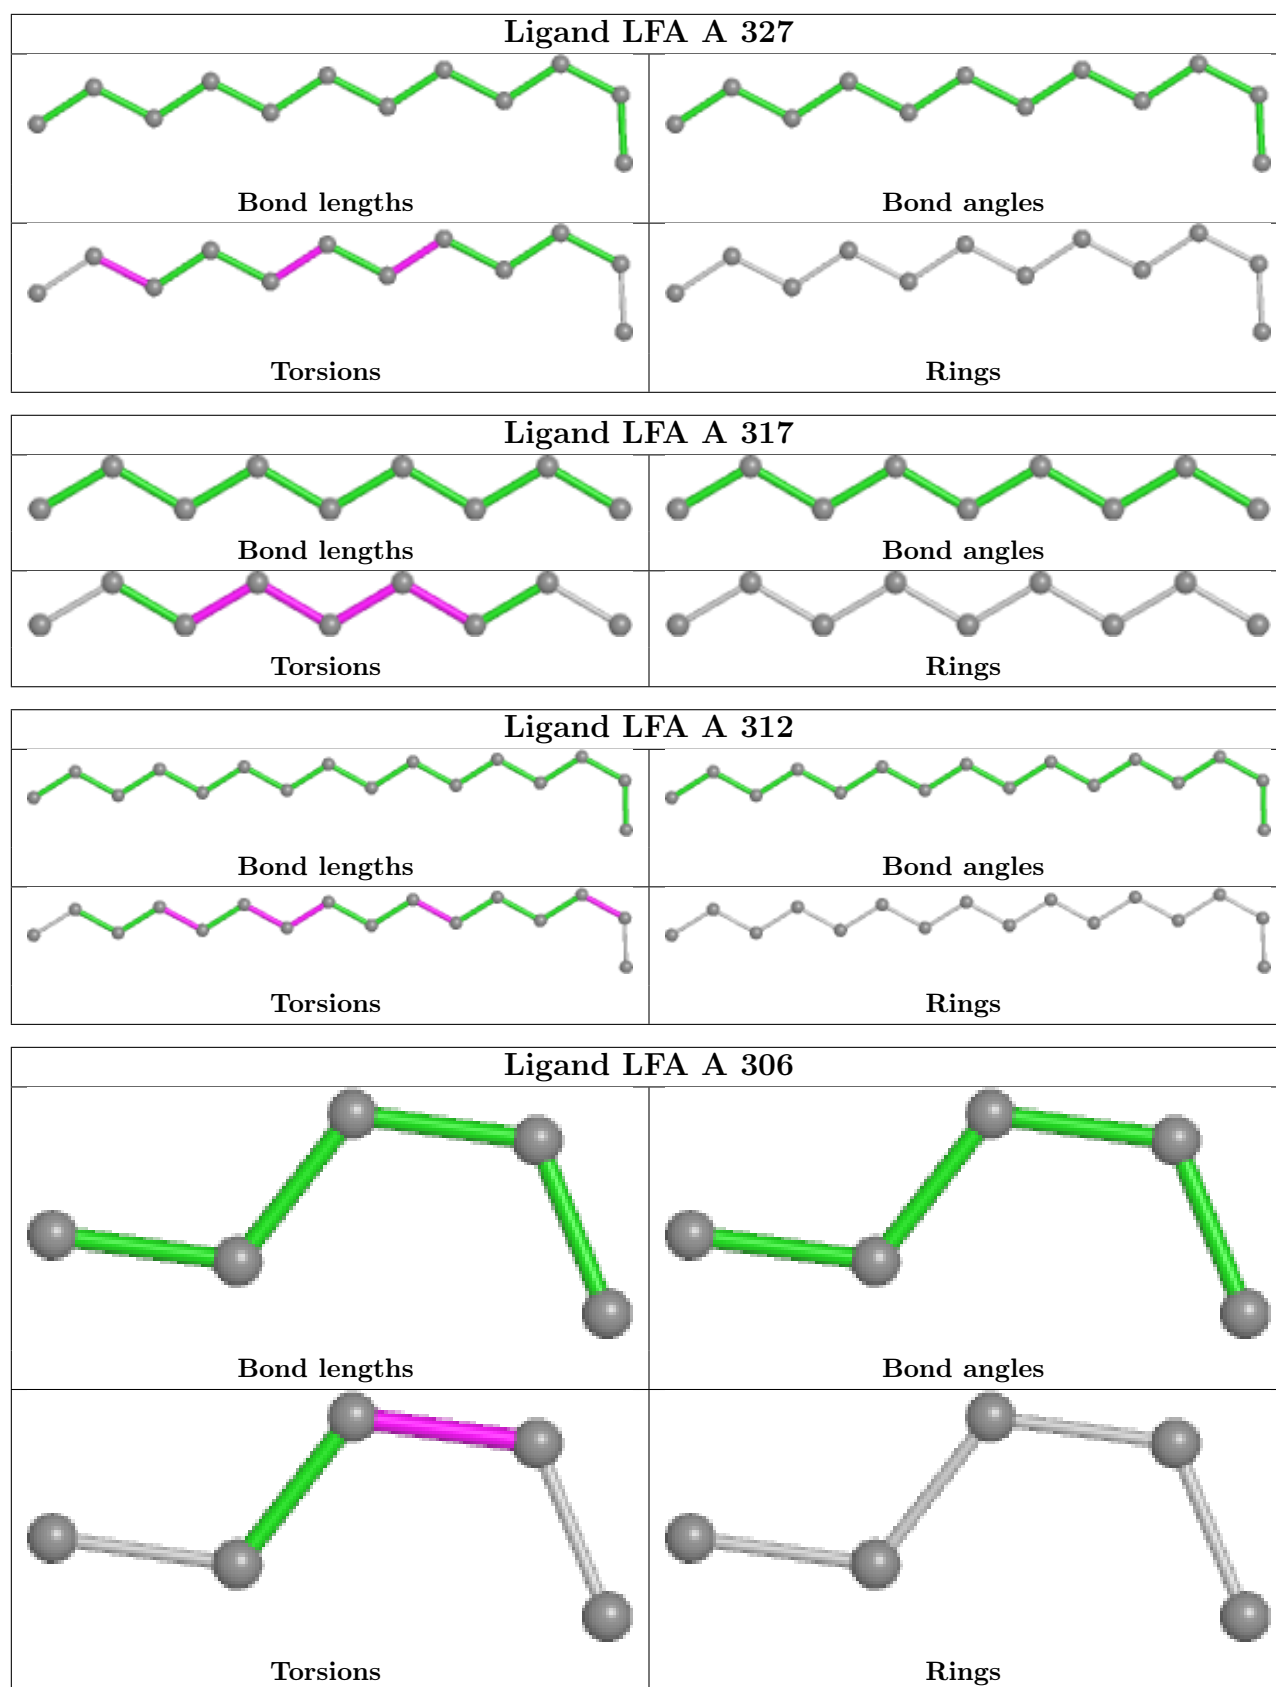 Ligand LFA A 327
Bond lengths
Bond angles
Torsions
Rings
Ligand LFA A 317
Bond lengths
Bond angles
Torsions
Rings
Ligand LFA A 312
Bond lengths
Bond angles
Torsions
Rings
Ligand LFA A 306
Bond lengths
Bond angles
Torsions
Rings